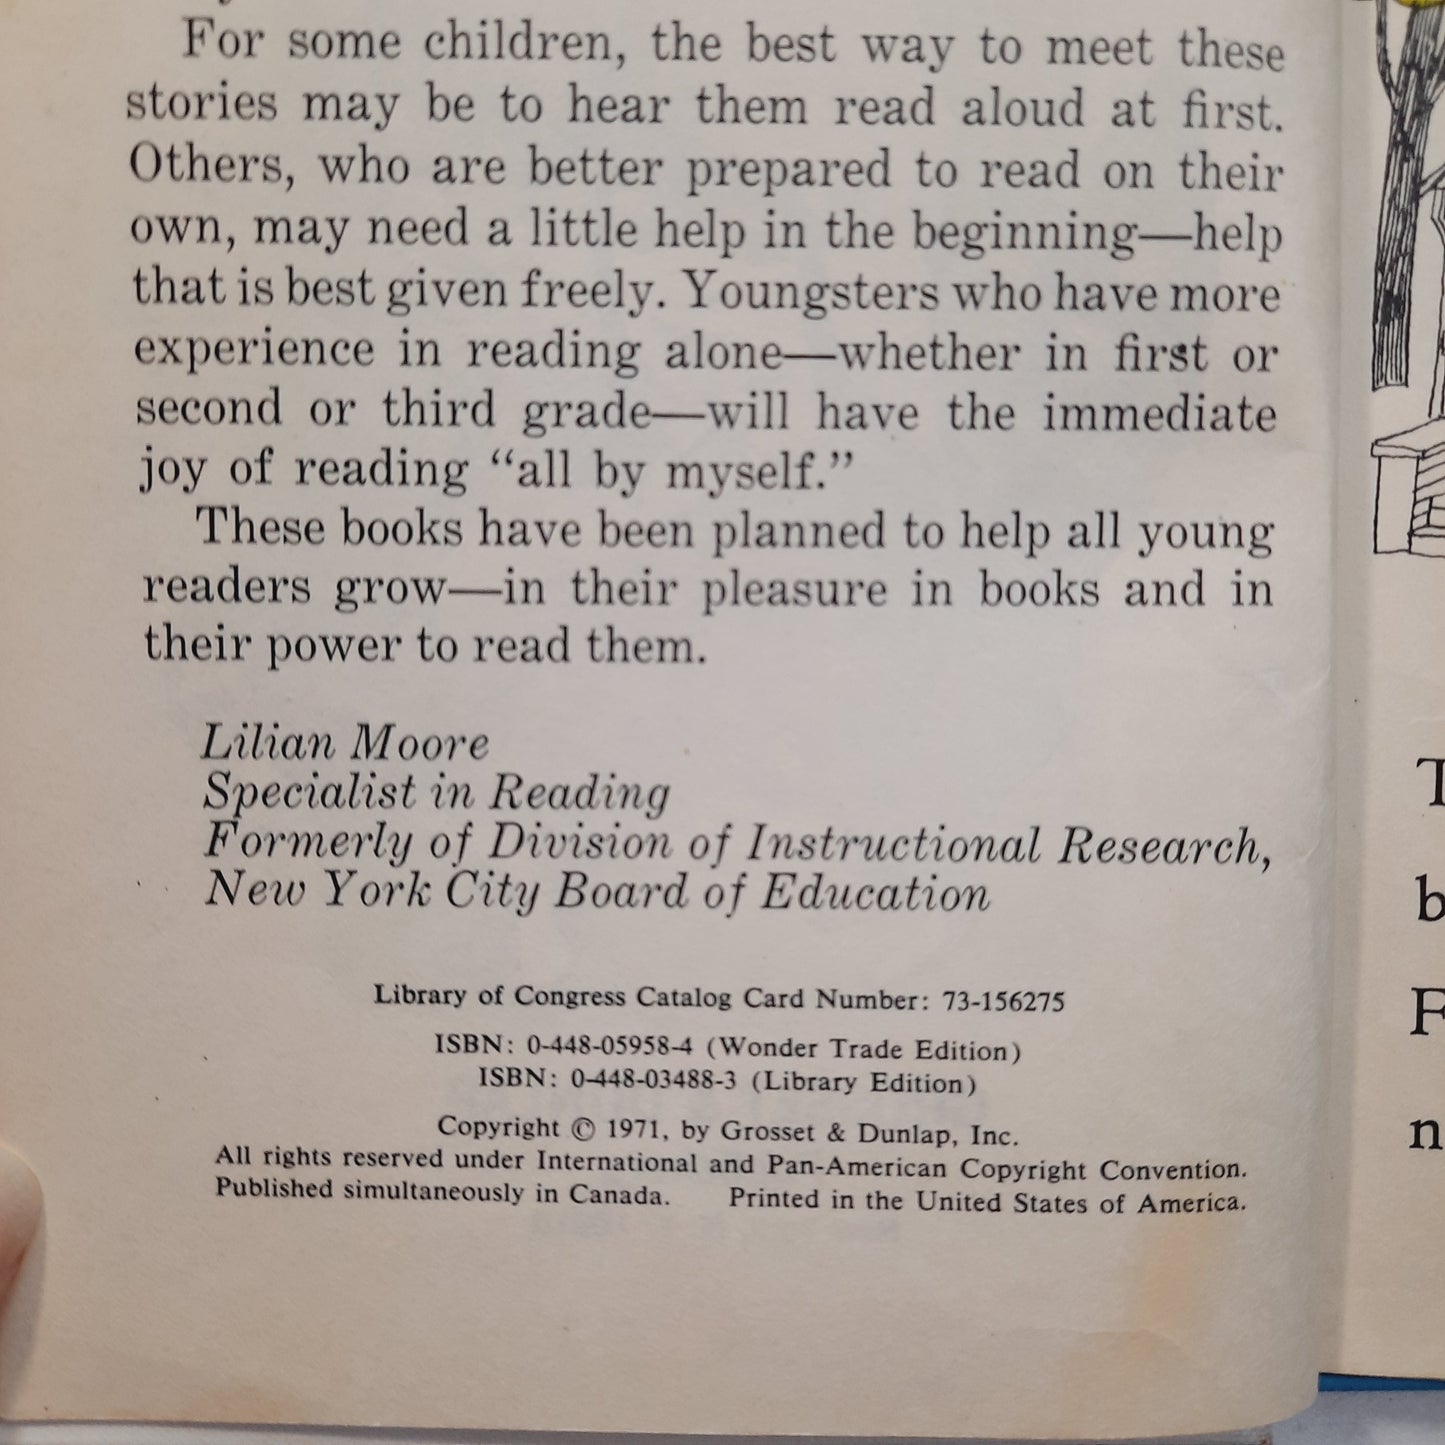 For some children, the best way to meet these
stories may be to hear them read aloud at first.
Others, who are better prepared to read on their
own, may need a little help in the beginning—help
that is best given freely. Youngsters who have more
experience in reading alone—whether in first or
second or third grade—will have the immediate
joy of reading “all by myself.”
These books have been planned to help all young
readers grow—in their pleasure in books and in
their power to read them.
Lilian Moore
Specialist in Reading
Formerly of Division of Instructional Research,
New York City Board of Education
Library of Congress Catalog Card Number: 73-156275
ISBN: 0-448-05958-4 (Wonder Trade Edition)
ISBN: 0-448-03488-3 (Library Edition)
Copyright © 1971, by Grosset & Dunlap, Inc.
All rights reserved under International and Pan-American Copyright Convention.
Published simultaneously in Canada. Printed in the United States of America.